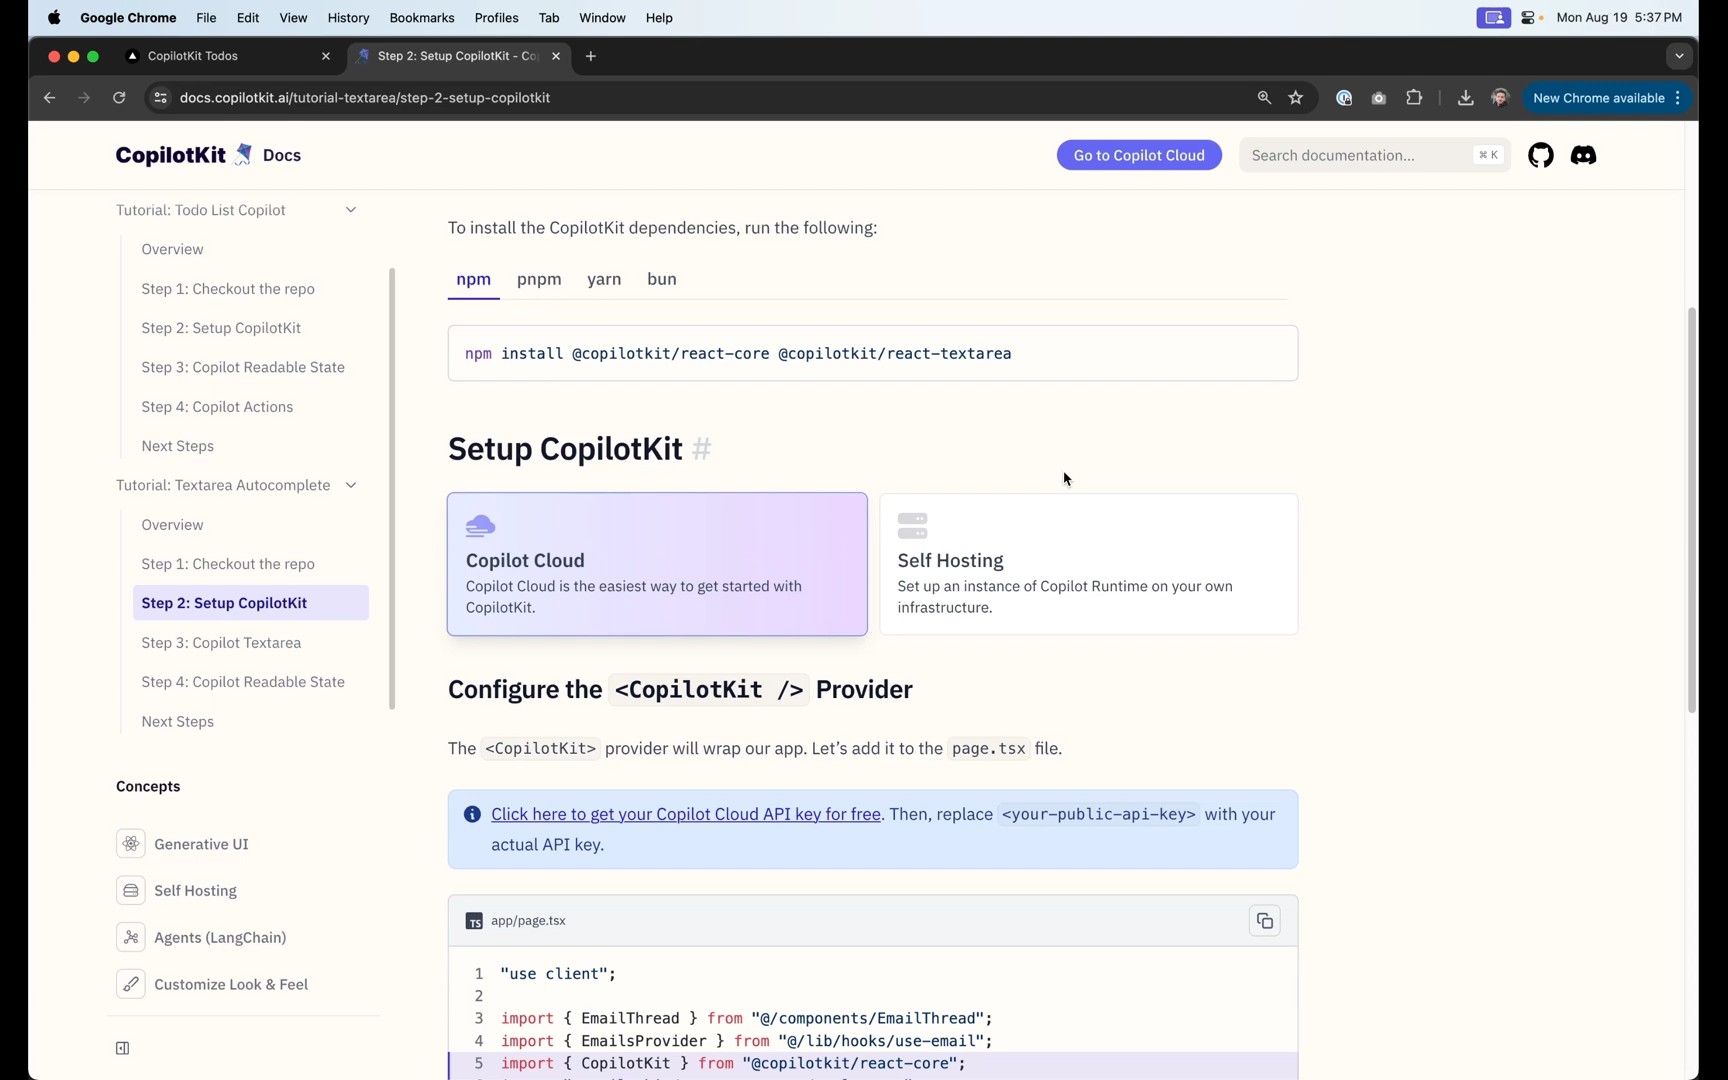 Google Chrome File Edit View History Bookmarks Profiles Tab Window Help Mon Aug 19 5:37 PM
CopilotKit Todos
Step 2: Setup CopilotKit - Co
docs.copilotkit.ai/tutorial-textarea/step-2-setup-copilotkit
New Chrome available
CopilotKit Docs
Go to Copilot Cloud
Search documentation...
⌘ K
Tutorial: Todo List Copilot
Overview
Step 1: Checkout the repo
Step 2: Setup CopilotKit
Step 3: Copilot Readable State
Step 4: Copilot Actions
Next Steps
Tutorial: Textarea Autocomplete
Overview
Step 1: Checkout the repo
Step 2: Setup CopilotKit
Step 3: Copilot Textarea
Step 4: Copilot Readable State
Next Steps
Concepts
Generative UI
Self Hosting
Agents (LangChain)
Customize Look & Feel
To install the CopilotKit dependencies, run the following:
npm pnpm yarn bun
npm install @copilotkit/react-core @copilotkit/react-textarea
Setup CopilotKit #
Copilot Cloud
Copilot Cloud is the easiest way to get started with
CopilotKit.
Self Hosting
Set up an instance of Copilot Runtime on your own
infrastructure.
Configure the <CopilotKit /> Provider
The <CopilotKit> provider will wrap our app. Let's add it to the page.tsx file.
Click here to get your Copilot Cloud API key for free. Then, replace <your-public-api-key> with your
actual API key.
TS app/page.tsx
1 "use client";
2
3 import { EmailThread } from "@/components/EmailThread";
4 import { EmailsProvider } from "@/lib/hooks/use-email";
5 import { CopilotKit } from "@copilotkit/react-core";